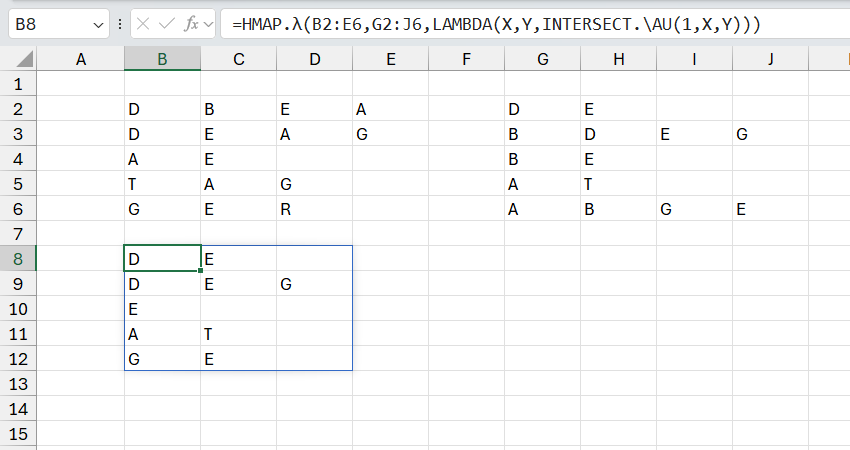 B8 fx =HMAP.λ(B2:E6,G2:J6,LAMBDA(X,Y,INTERSECT.\AU(1,X,Y)))
A B C D E F G H I J
1
2 D B E A D E
3 D E A G B D E G
4 A E B E
5 T A G A T
6 G E R A B G E
7
8 D E
9 D E G
10 E
11 A T
12 G E
13
14
15